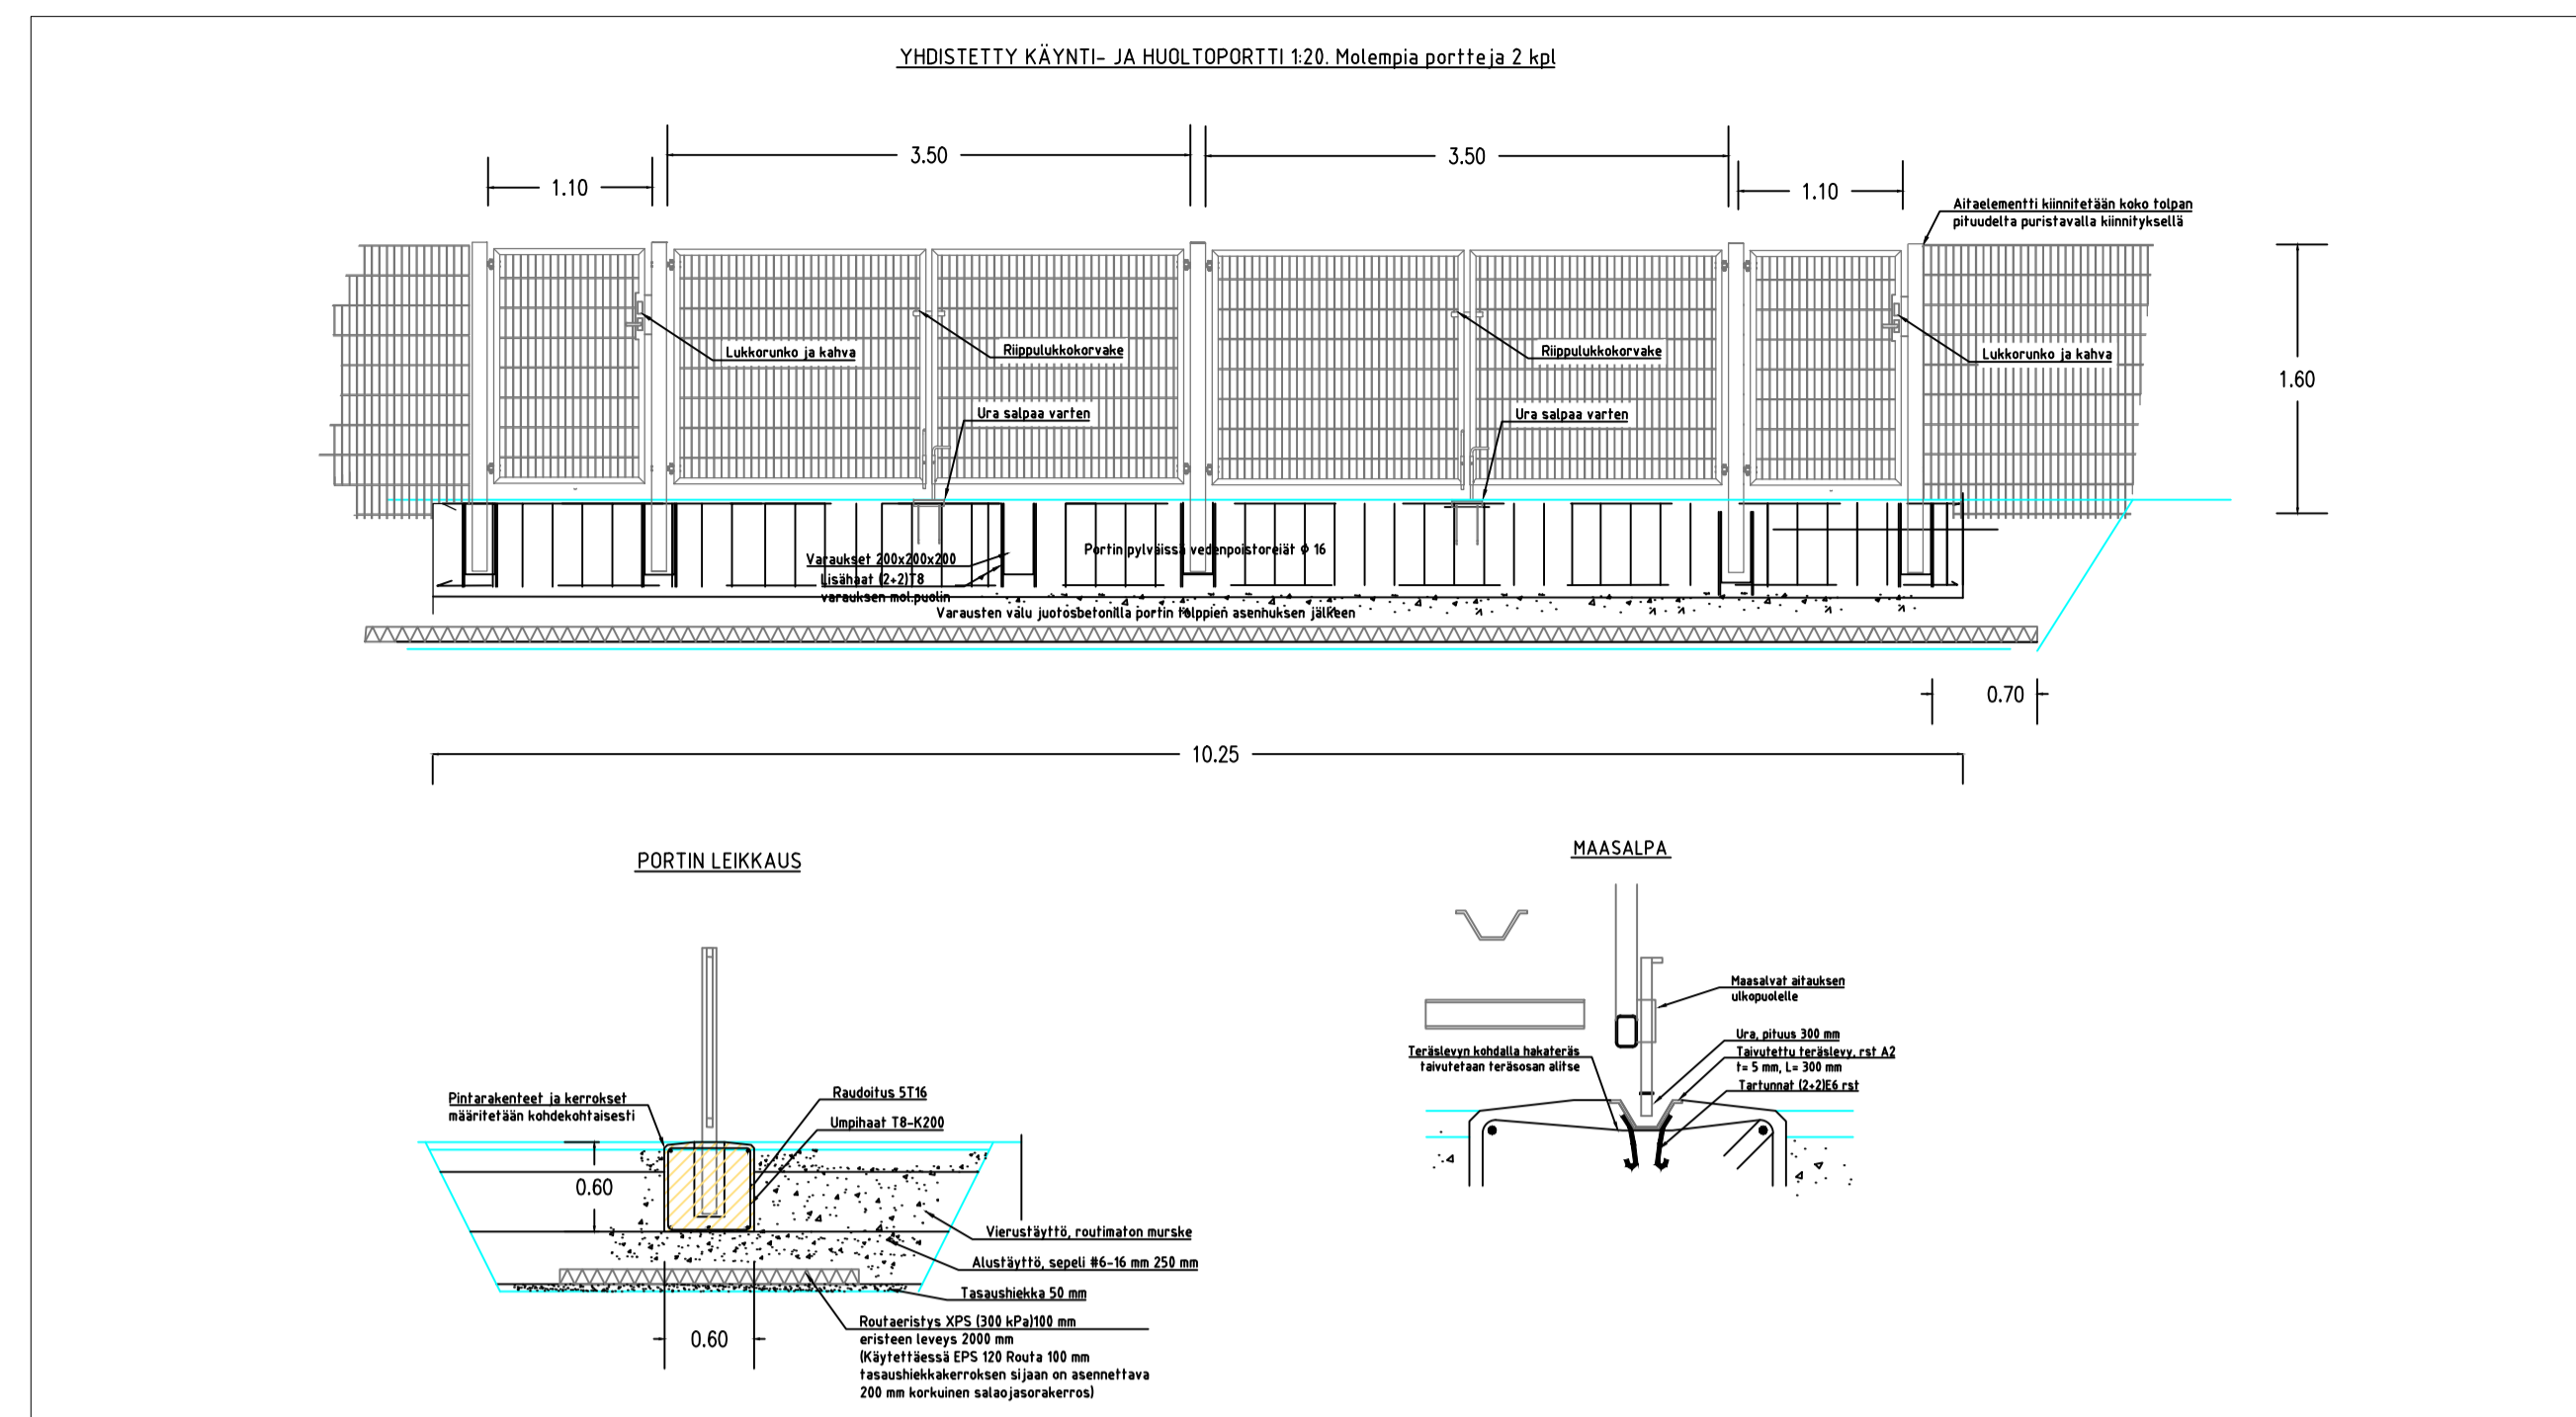 YHDISTETTY KÄYNTI- JA HUOLTOPORTTI 1:20. Molempia portteja 2 kpl
3.50
3.50
1.10
1.10
Aitaelementti kiinnitetään koko tolpan
pituudelta puristavalla kiinnityksellä
Lukkorunko ja kahva
Riippulukkokorvake
Riippulukkokorvake
Lukkorunko ja kahva
1.60
Ura salpaa varten
Ura salpaa varten
Portin pylväissä vedenpoistoreiät ϕ 16
Varaukset 200x200x200
Lisähaat (2+2)T8
varauksen mol.puolin
Varausten valu juotosbetonilla portin tolppien asennuksen jälkeen
0.70
10.25
PORTIN LEIKKAUS
MAASALPA
Maasalvat aitauksen
ulkopuolelle
Ura, pituus 300 mm
Teräslevyn kohdalla hakateräs
taivutetaan teräsosan alitse
Taivutettu teräslevy, rst A2
t= 5 mm, L= 300 mm
Tartunnat (2+2)E6 rst
Pintarakenteet ja kerrokset
määritetään kohdekohtaisesti
Raudoitus 5T16
Umpihaat T8-K200
0.60
Vierustäyttö, routimaton murske
Alustäyttö, sepeli #6-16 mm 250 mm
Tasaushiekka 50 mm
0.60
Routaeristys XPS (300 kPa)100 mm
eristeen leveys 2000 mm
(Käytettäessä EPS 120 Routa 100 mm
tasaushiekkakerroksen sijaan on asennettava
200 mm korkuinen salaojasorakerros)